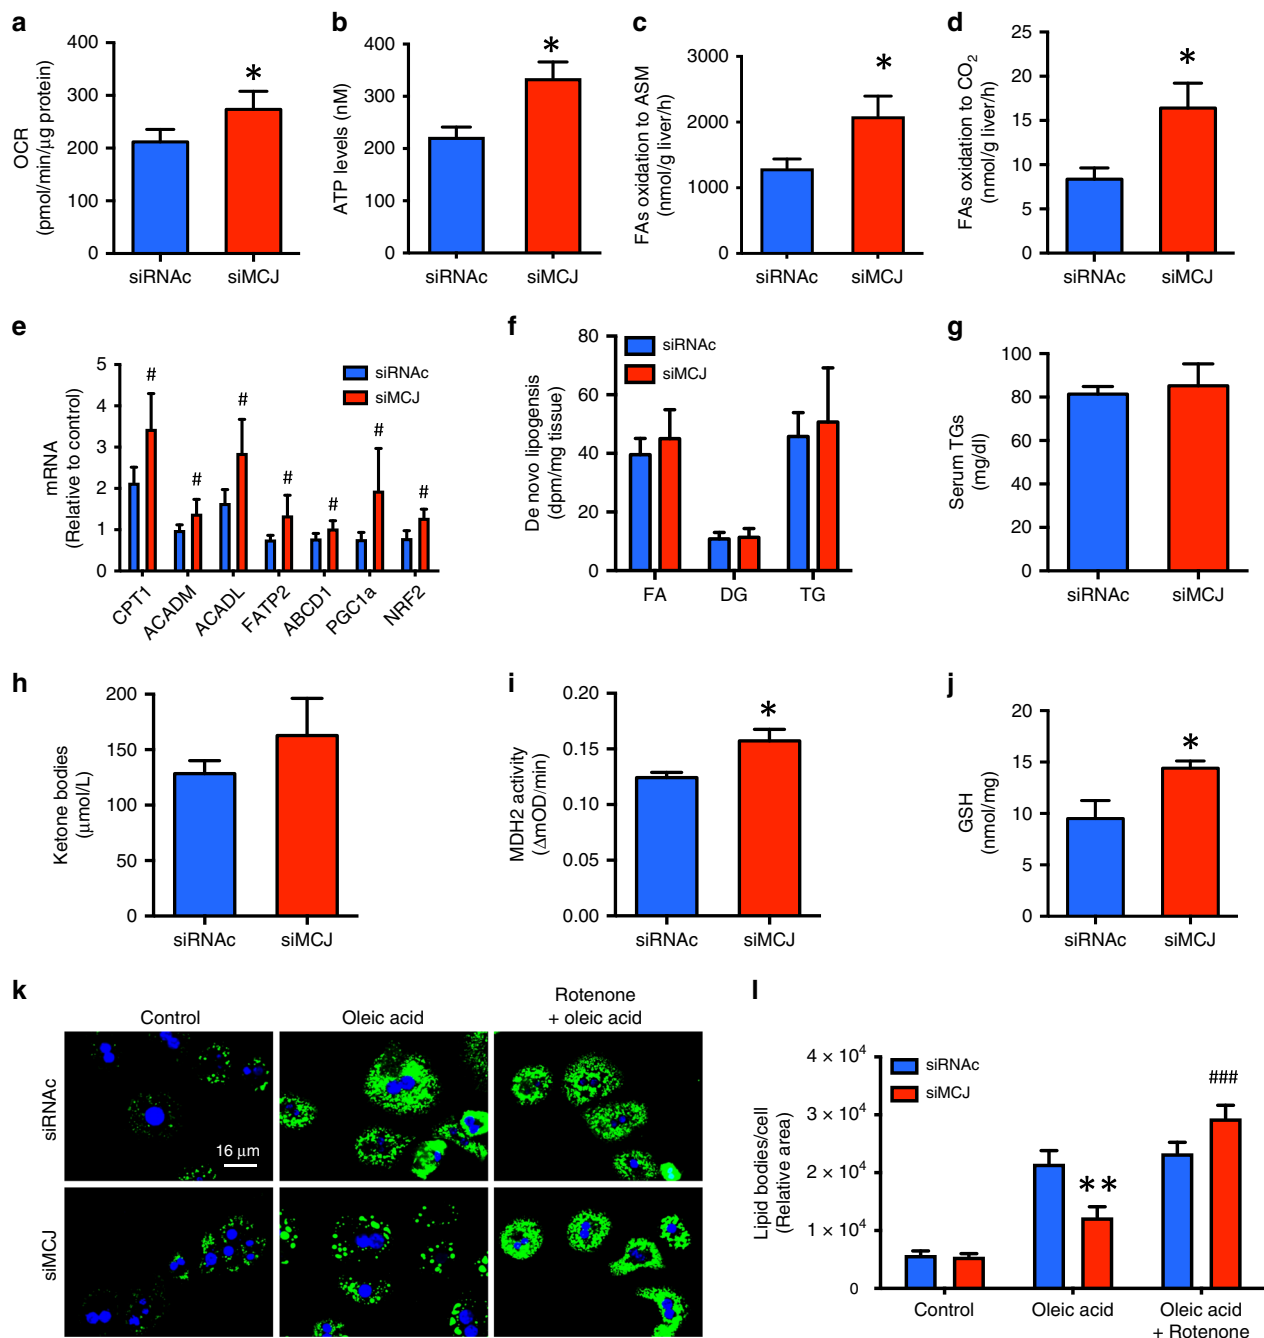 a
400
300
200
100
0
OCR
(pmol/min/μg protein)
*
siRNAc siMCJ
b
400
300
200
100
0
ATP levels (nM)
*
siRNAc siMCJ
c
3000
2000
1000
0
FAs oxidation to ASM
(nmol/g liver/h)
*
siRNAc siMCJ
d
25
20
15
10
5
0
FAs oxidation to CO2
(nmol/g liver/h)
*
siRNAc siMCJ
e
5
4
3
2
1
0
mRNA
(Relative to control)
siRNAc
siMCJ
# # # # # # #
CPT1 ACADM ACADL FATP2 ABCD1 PGC1a NRF2
f
80
60
40
20
0
De novo lipogensis
(dpm/mg tissue)
siRNAc
siMCJ
FA DG TG
g
100
80
60
40
20
0
Serum TGs
(mg/dl)
siRNAc siMCJ
h
200
150
100
50
0
Ketone bodies
(μmol/L)
siRNAc siMCJ
i
0.20
0.15
0.10
0.05
0.00
MDH2 activity
(ΔmOD/min)
*
siRNAc siMCJ
j
20
15
10
5
0
GSH
(nmol/mg)
*
siRNAc siMCJ
k
Control Oleic acid Rotenone
+ oleic acid
siRNAc
16 μm
siMCJ
l
4 × 10^4
3 × 10^4
2 × 10^4
1 × 10^4
0
Lipid bodies/cell
(Relative area)
siRNAc
siMCJ
**
###
Control Oleic acid Oleic acid
+ Rotenone